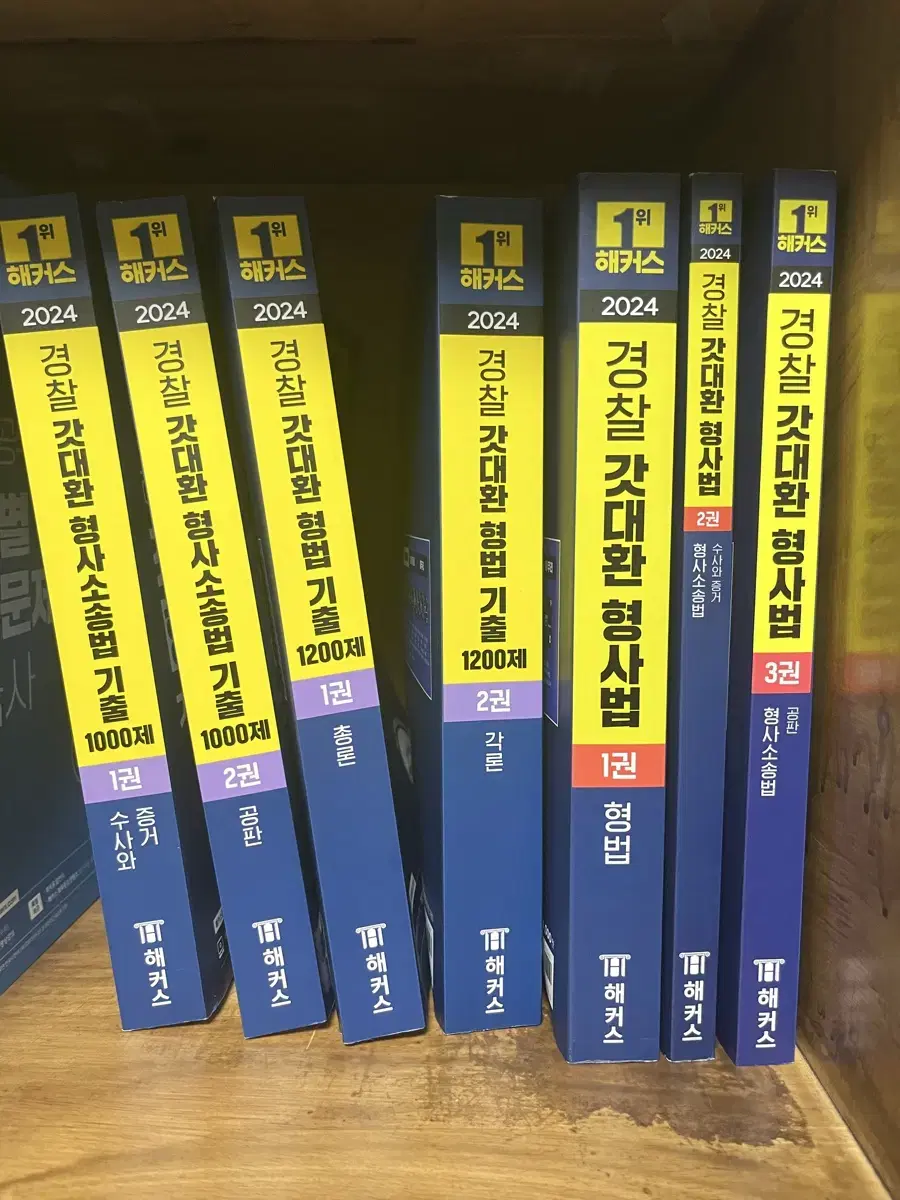 1위
해커스
2024
경찰 갓대환 형사소송법 기출
1000제
1권
수사와 증거
해커스
1위
해커스
2024
경찰 갓대환 형사소송법 기출
1000제
2권
공판
해커스
1위
해커스
2024
경찰 갓대환 형법 기출
1200제
1권
총론
해커스
1위
해커스
2024
경찰 갓대환 형법 기출
1200제
2권
각론
해커스
1위
해커스
2024
경찰 갓대환 형사법
1권
형법
해커스
1위
해커스
2024
경찰 갓대환 형사법
2권
형사소송법
수사와 증거
해커스
1위
해커스
2024
경찰 갓대환 형사법
3권
형사소송법
공판
해커스